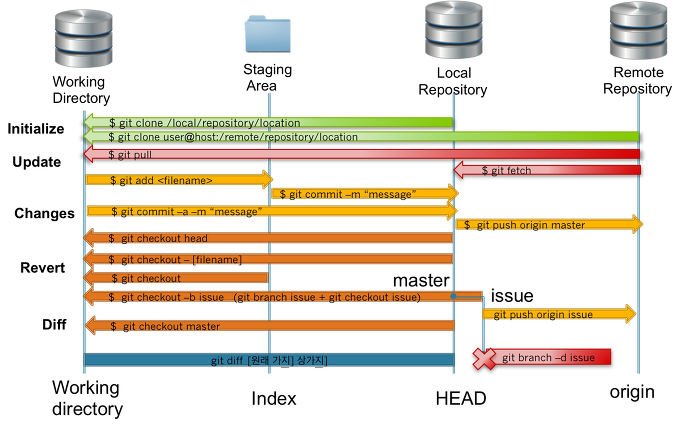 Working
Directory
Staging
Area
Local
Repository
Remote
Repository
Initialize
$ git clone /local/repository/location
$ git clone user@host:/remote/repository/location
Update
$ git pull
$ git fetch
$ git add <filename>
$ git commit –m “message”
Changes
$ git commit –a –m “message”
$ git push origin master
$ git checkout head
Revert
$ git checkout – [filename]
$ git checkout
master
$ git checkout –b issue (git branch issue + git checkout issue)
issue
git push origin issue
Diff
$ git checkout master
git diff [원래 가지] 상가지]
git branch –d issue
Working
directory
Index
HEAD
origin